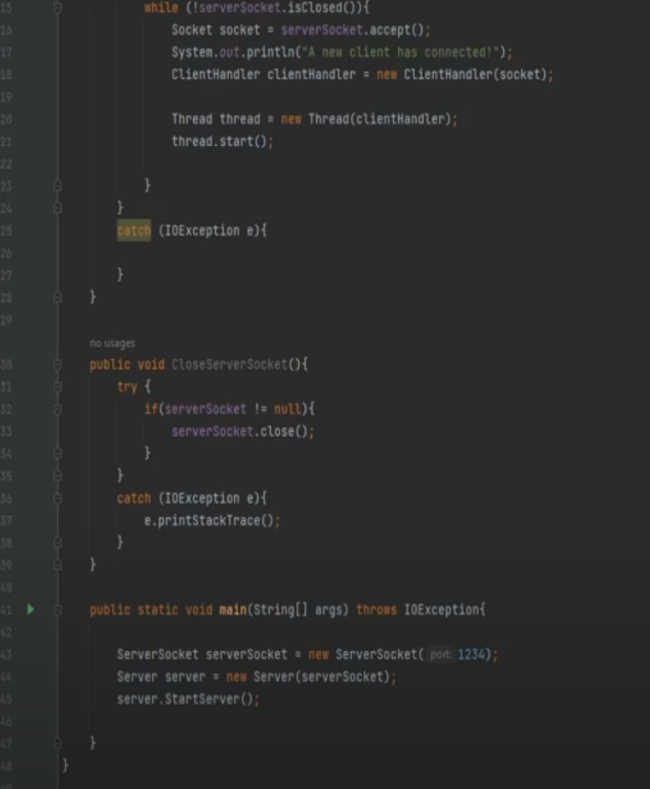 15 while (!serverSocket.isClosed()){
16 Socket socket = serverSocket.accept();
17 System.out.println("A new client has connected!");
18 ClientHandler clientHandler = new ClientHandler(socket);
19
20 Thread thread = new Thread(clientHandler);
21 thread.start();
22
23 }
24 }
25 catch (IOException e){
26
27 }
28 }
29
no usages
30 public void CloseServerSocket(){
31 try {
32 if(serverSocket != null){
33 serverSocket.close();
34 }
35 }
36 catch (IOException e){
37 e.printStackTrace();
38 }
39 }
40
41 public static void main(String[] args) throws IOException{
42
43 ServerSocket serverSocket = new ServerSocket( port: 1234);
44 Server server = new Server(serverSocket);
45 server.StartServer();
46
47 }
48 }
49